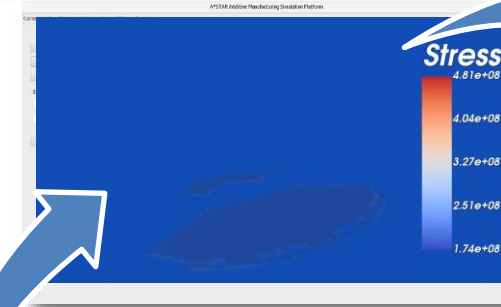 A*STAR Additive Manufacturing Simulation Platform
Stress
4.81e+08
4.04e+08
3.27e+08
2.51e+08
1.74e+08